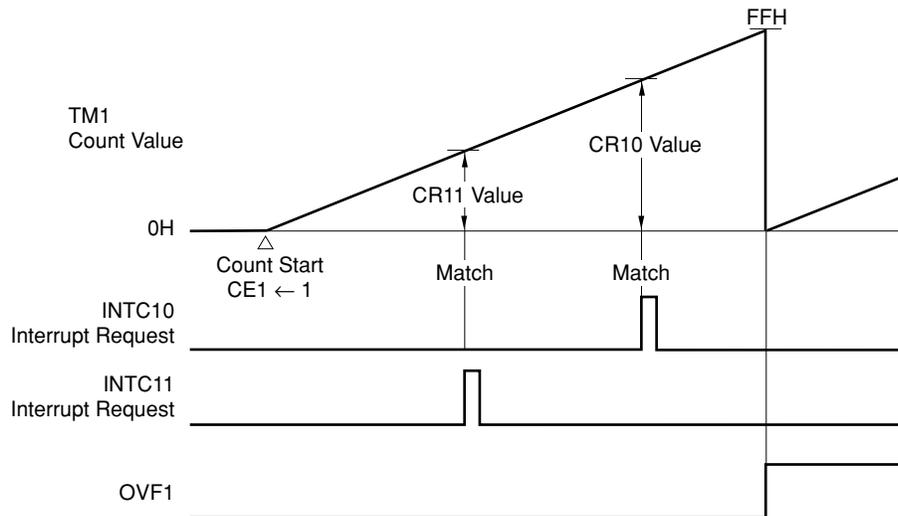 FFH
TM1
Count Value
CR10 Value
CR11 Value
0H
Count Start
CE1 ← 1
Match
Match
INTC10
Interrupt Request
INTC11
Interrupt Request
OVF1